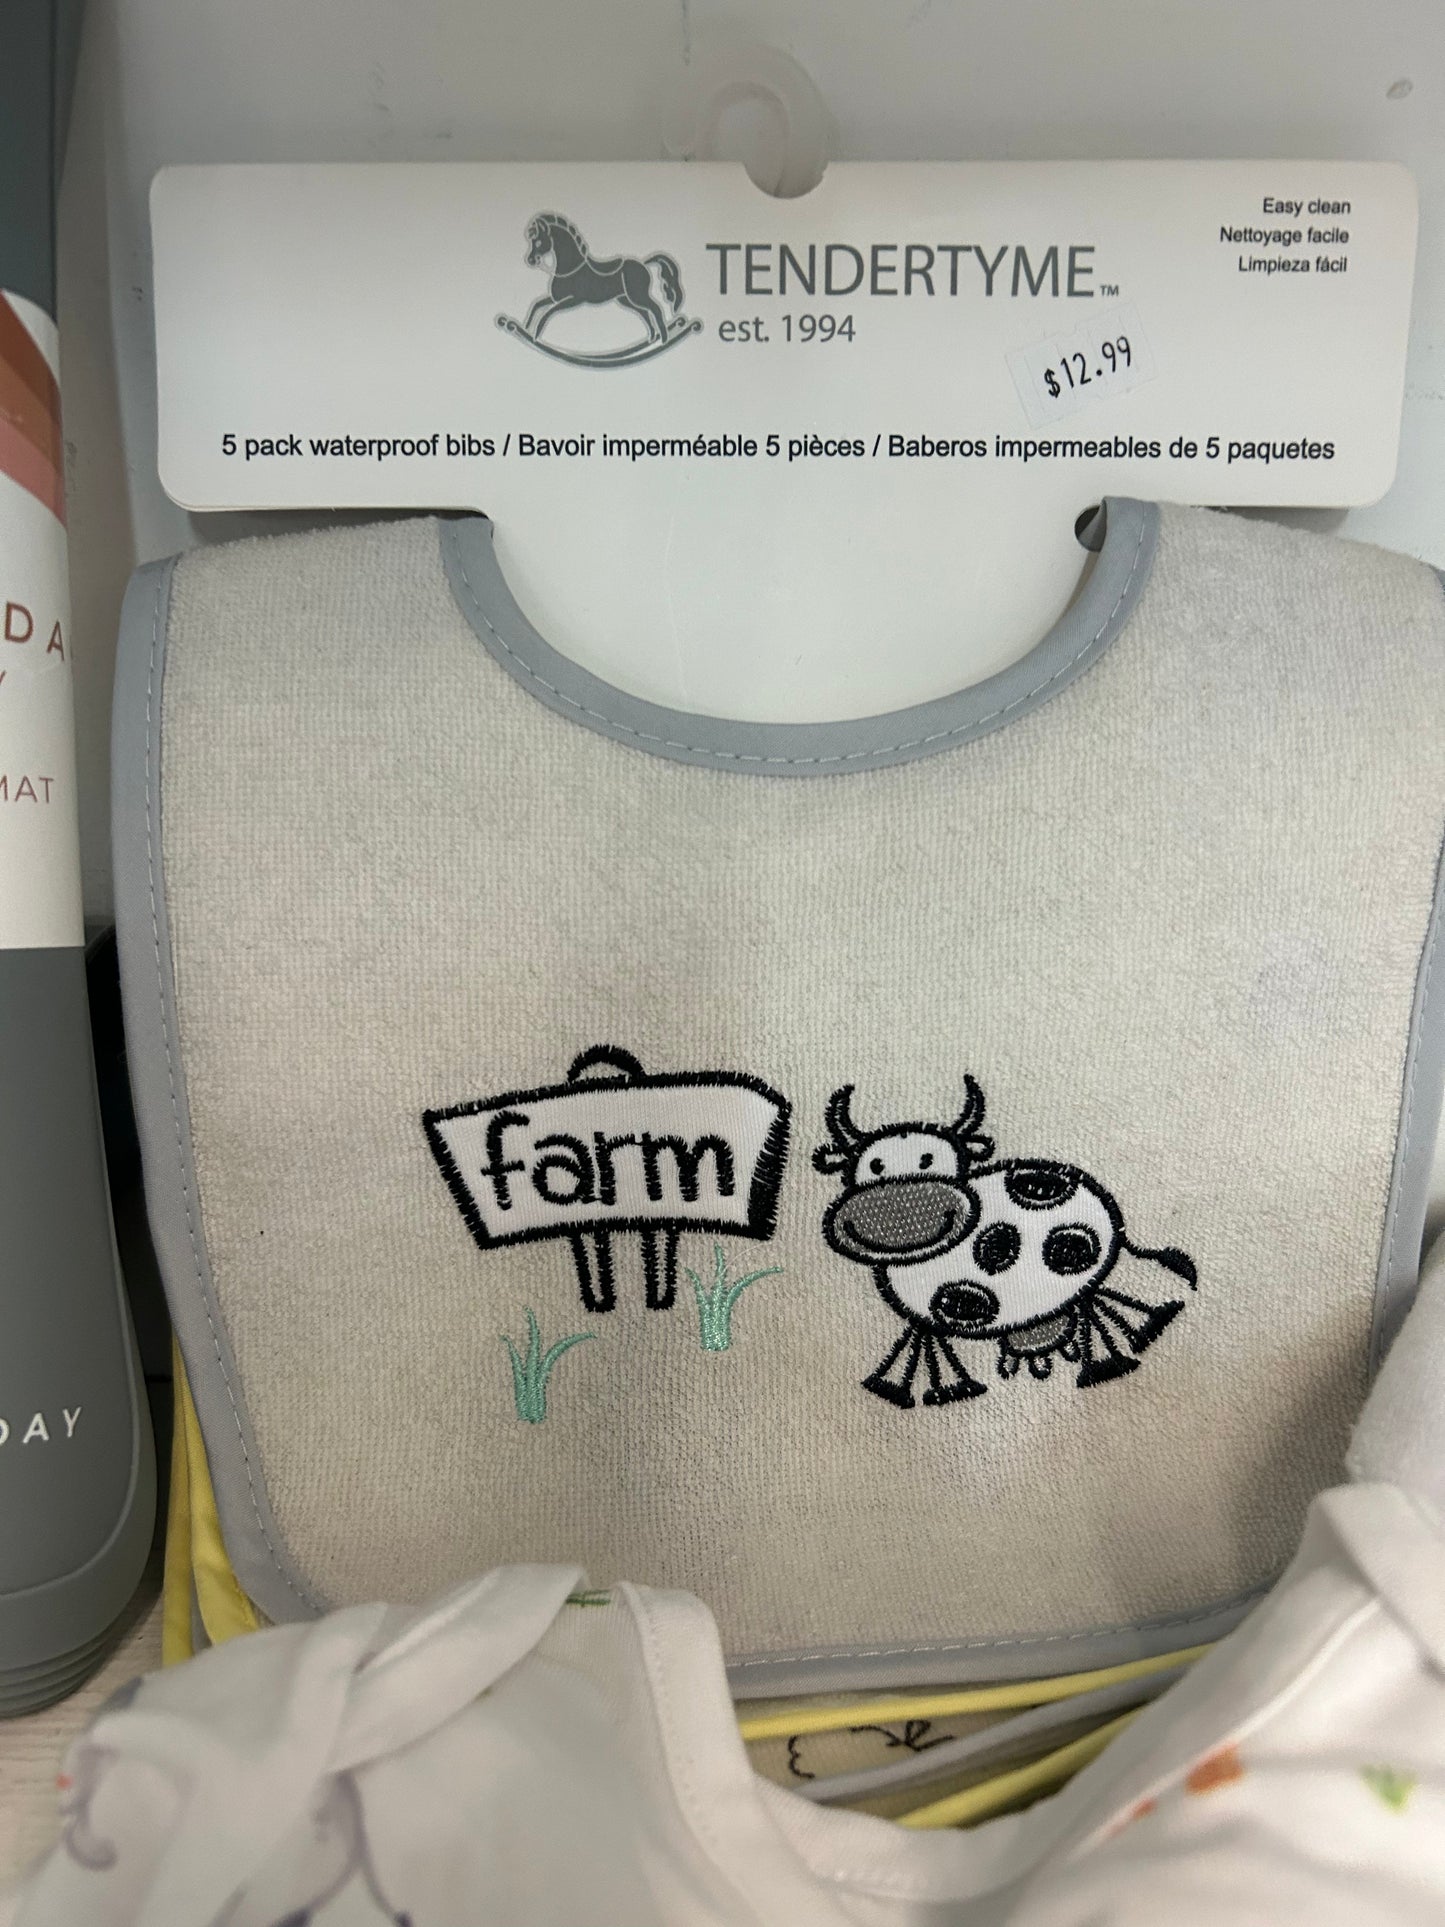 Easy clean
Nettoyage facile
Limpieza fácil
TENDERTYME™
est. 1994
$12.99
5 pack waterproof bibs / Bavoir imperméable 5 pièces / Baberos impermeables de 5 paquetes
farm
MAT
DAY